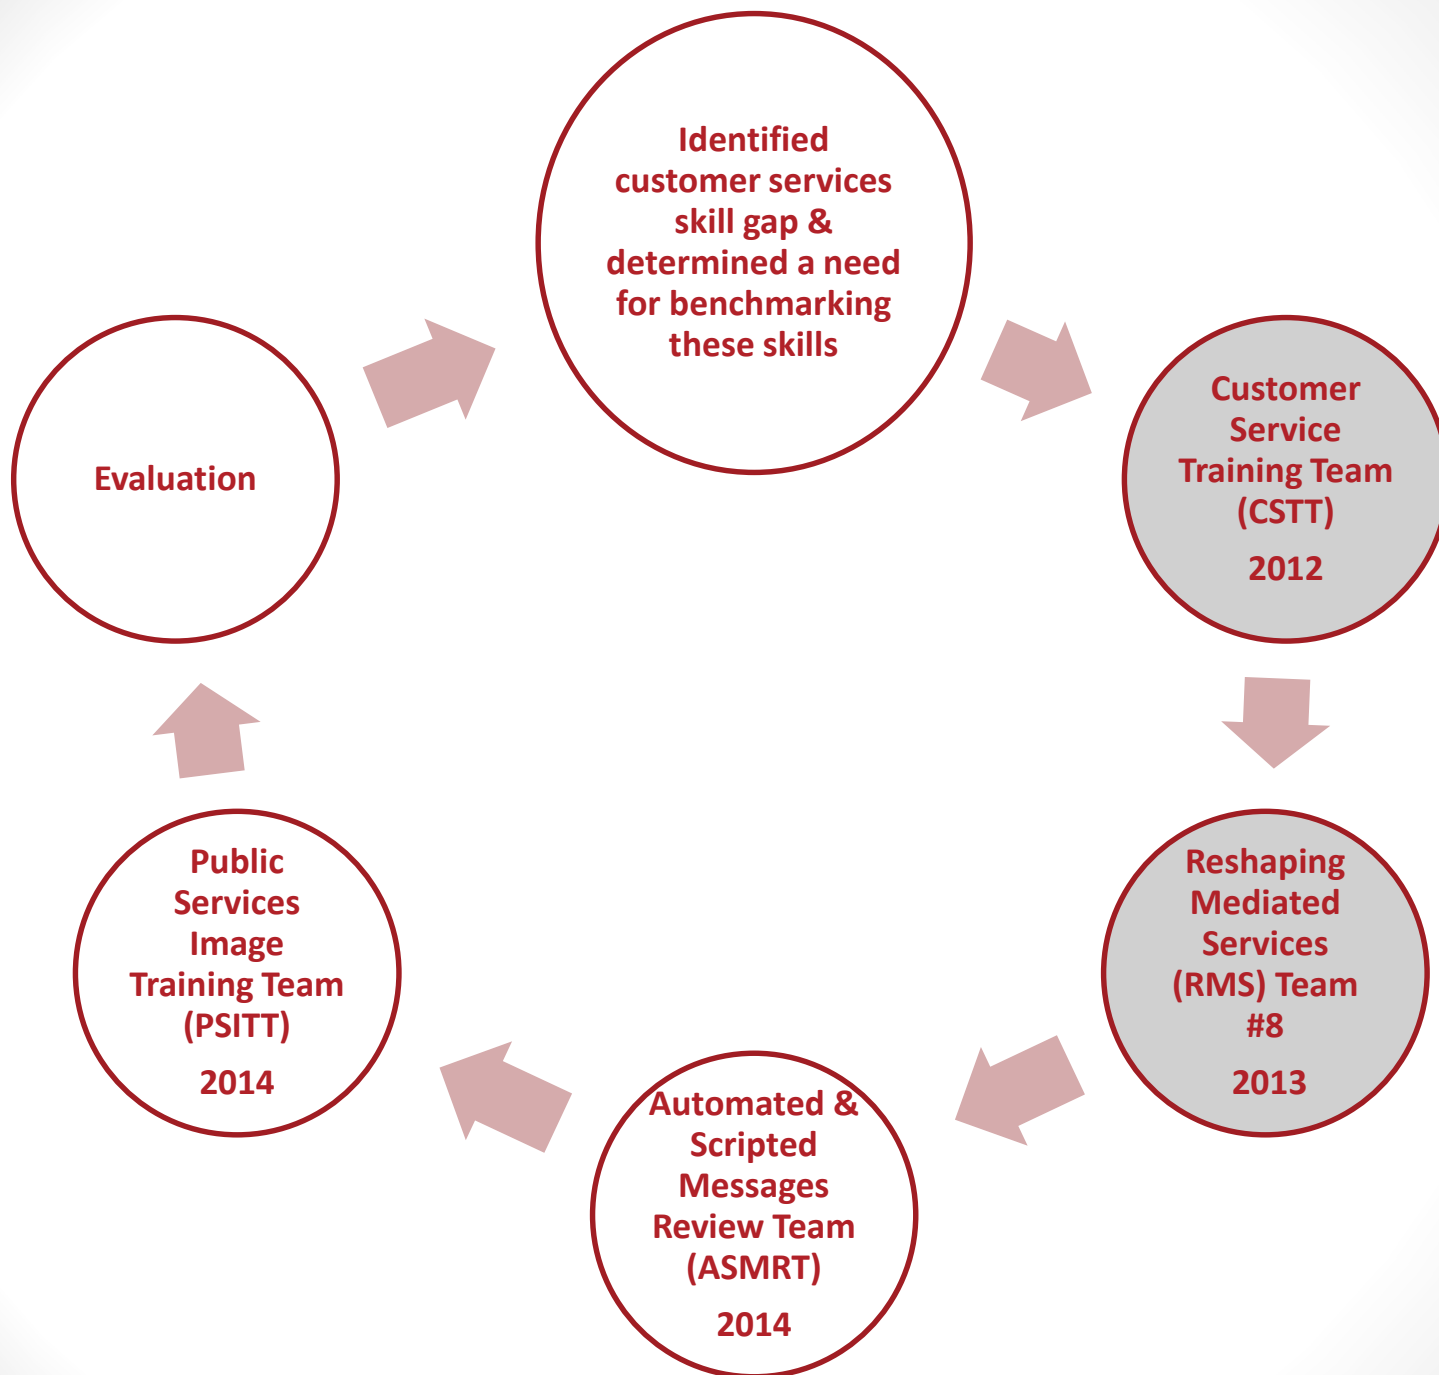 Identified
customer services
skill gap &
determined a need
for benchmarking
these skills
Customer
Service
Training Team
(CSTT)
2012
Reshaping
Mediated
Services
(RMS) Team
#8
2013
Automated &
Scripted
Messages
Review Team
(ASMRT)
2014
Public
Services
Image
Training Team
(PSITT)
2014
Evaluation